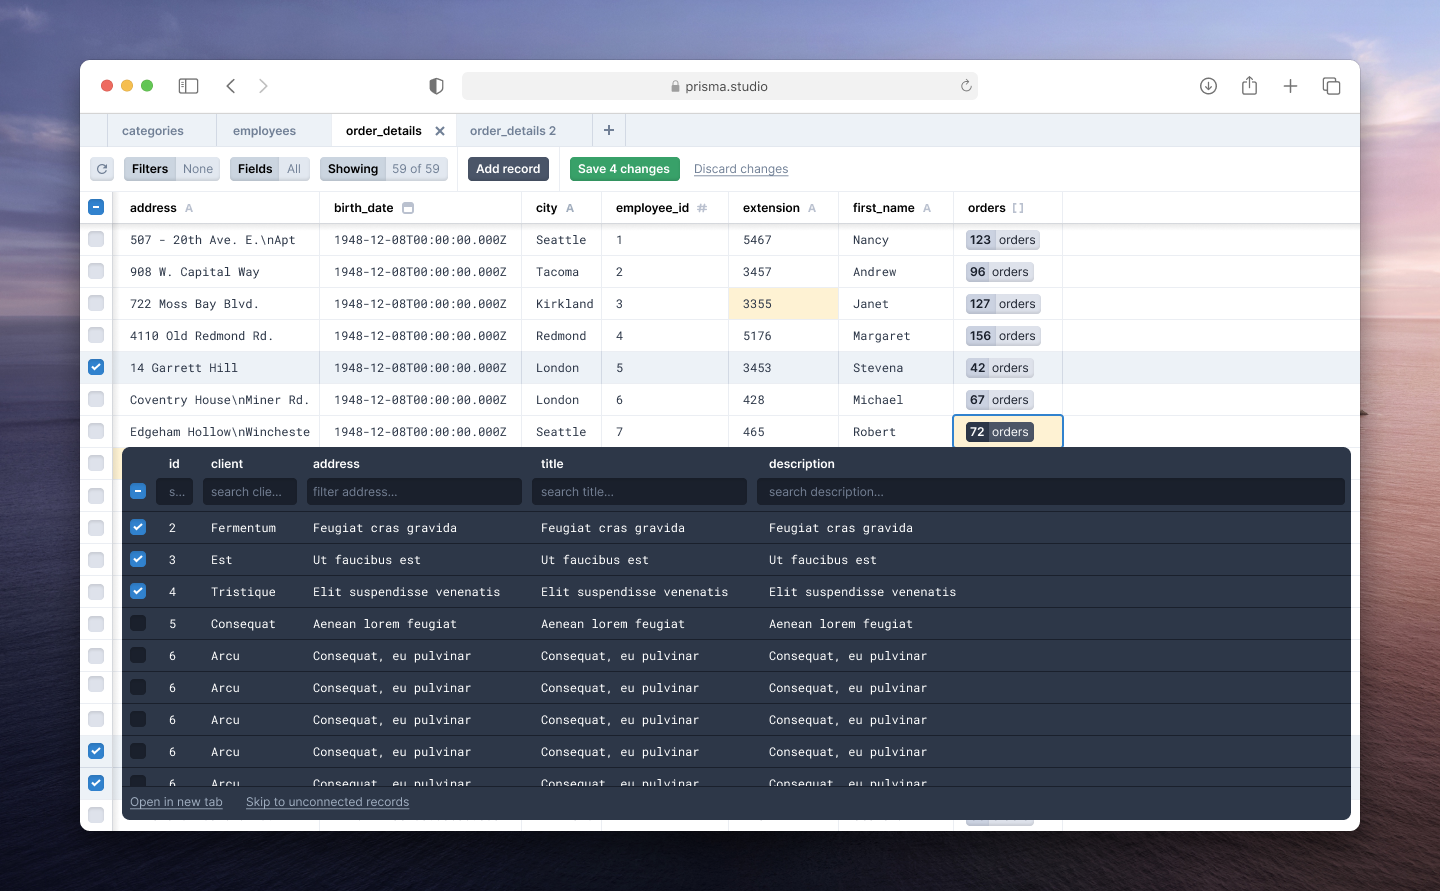 prisma.studio
categories employees order_details order_details 2
Filters None Fields All Showing 59 of 59 Add record Save 4 changes Discard changes
address A birth_date city A employee_id # extension A first_name A orders []
507 - 20th Ave. E.\nApt 1948-12-08T00:00:00.000Z Seattle 1 5467 Nancy 123 orders
908 W. Capital Way 1948-12-08T00:00:00.000Z Tacoma 2 3457 Andrew 96 orders
722 Moss Bay Blvd. 1948-12-08T00:00:00.000Z Kirkland 3 3355 Janet 127 orders
4110 Old Redmond Rd. 1948-12-08T00:00:00.000Z Redmond 4 5176 Margaret 156 orders
14 Garrett Hill 1948-12-08T00:00:00.000Z London 5 3453 Stevena 42 orders
Coventry House\nMiner Rd. 1948-12-08T00:00:00.000Z London 6 428 Michael 67 orders
Edgeham Hollow\nWincheste 1948-12-08T00:00:00.000Z Seattle 7 465 Robert 72 orders
id client address title description
s... search clie... filter address... search title... search description...
2 Fermentum Feugiat cras gravida Feugiat cras gravida Feugiat cras gravida
3 Est Ut faucibus est Ut faucibus est Ut faucibus est
4 Tristique Elit suspendisse venenatis Elit suspendisse venenatis Elit suspendisse venenatis
5 Consequat Aenean lorem feugiat Aenean lorem feugiat Aenean lorem feugiat
6 Arcu Consequat, eu pulvinar Consequat, eu pulvinar Consequat, eu pulvinar
6 Arcu Consequat, eu pulvinar Consequat, eu pulvinar Consequat, eu pulvinar
6 Arcu Consequat, eu pulvinar Consequat, eu pulvinar Consequat, eu pulvinar
6 Arcu Consequat, eu pulvinar Consequat, eu pulvinar Consequat, eu pulvinar
6 Arcu Consequat, eu pulvinar Consequat, eu pulvinar Consequat, eu pulvinar
Open in new tab Skip to unconnected records